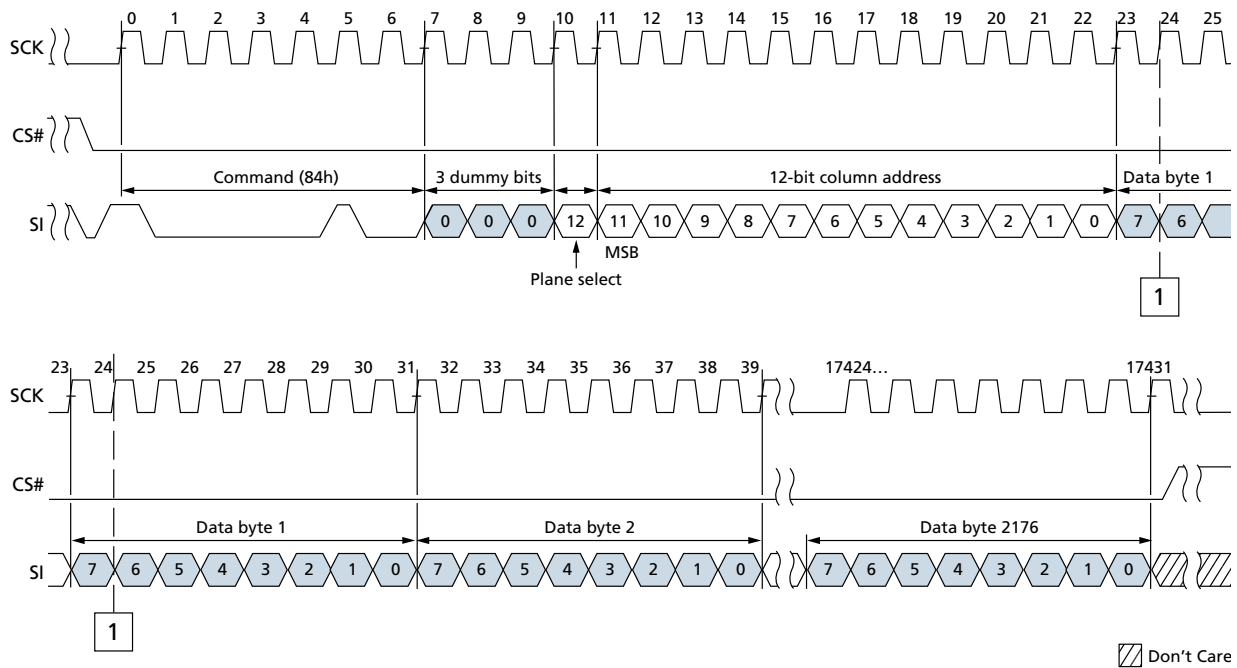 0 1 2 3 4 5 6 7 8 9 10 11 12 13 14 15 16 17 18 19 20 21 22 23 24 25
SCK
CS#
Command (84h) 3 dummy bits 12-bit column address Data byte 1
SI 0 0 0 12 11 10 9 8 7 6 5 4 3 2 1 0 7 6
MSB
Plane select
1
23 24 25 26 27 28 29 30 31 32 33 34 35 36 37 38 39 17424... 17431
SCK
CS#
Data byte 1 Data byte 2 Data byte 2176
SI 7 6 5 4 3 2 1 0 7 6 5 4 3 2 1 0 7 6 5 4 3 2 1 0
1
Don't Care